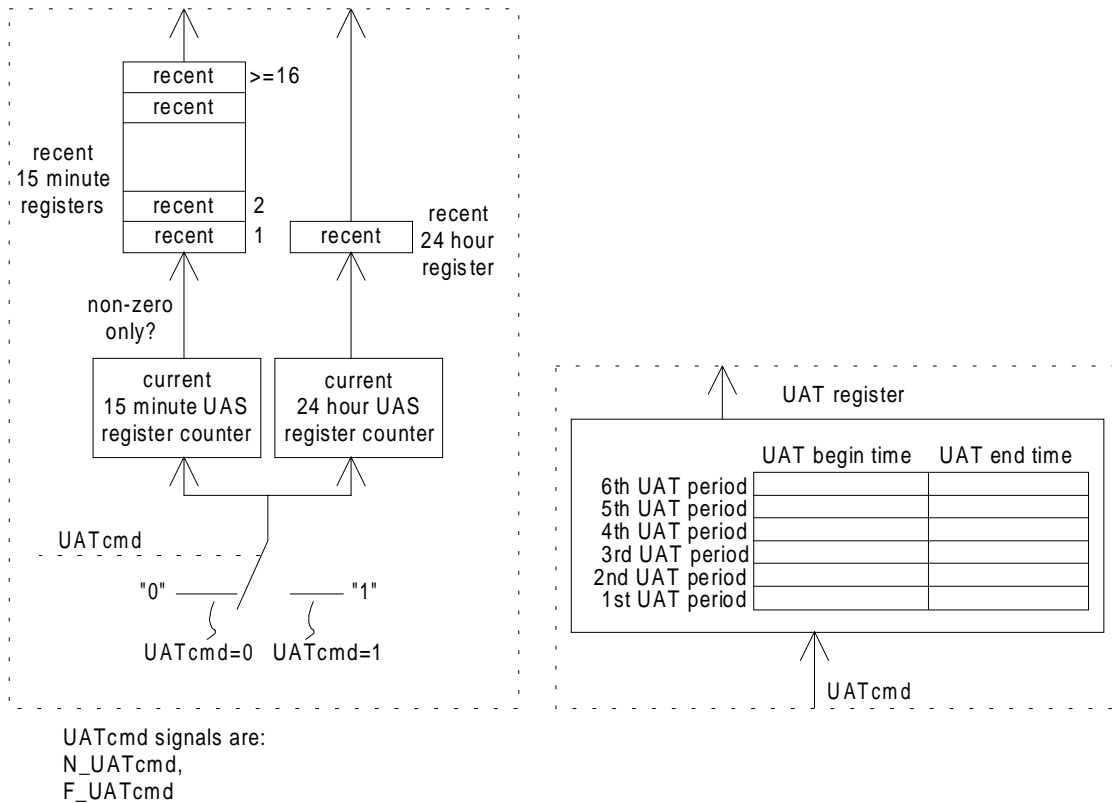 recent >=16
recent
recent
15 minute
registers
recent 2
recent 1
recent
recent
24 hour
register
non-zero
only?
current
15 minute UAS
register counter
current
24 hour UAS
register counter
UATcmd
"0"
"1"
UATcmd=0
UATcmd=1
UATcmd signals are:
N_UATcmd,
F_UATcmd
UAT register
UAT begin time
UAT end time
6th UAT period
5th UAT period
4th UAT period
3rd UAT period
2nd UAT period
1st UAT period
UATcmd